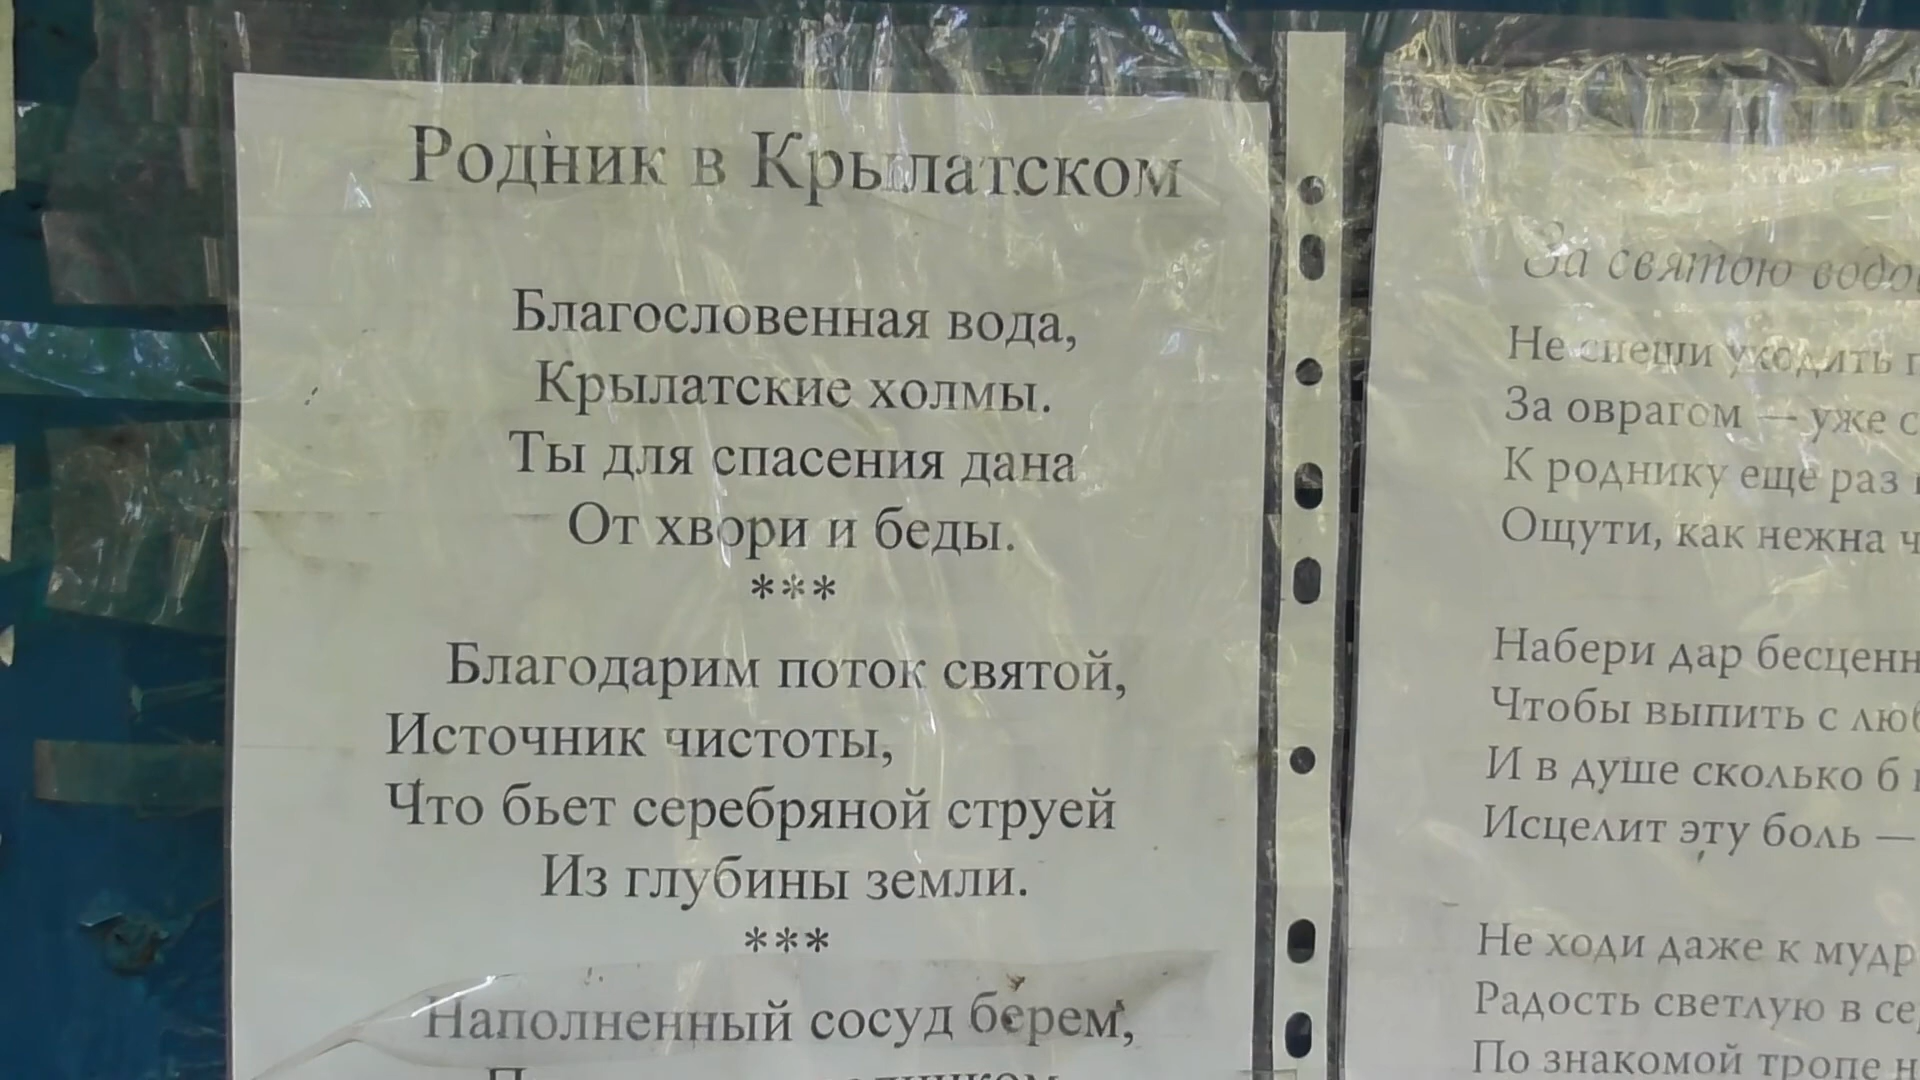 Родник в Крылатском
Благословенная вода,
Крылатские холмы.
Ты для спасения дана
От хвори и беды.
***
Благодарим поток святой,
Источник чистоты,
Что бьет серебряной струей
Из глубины земли.
***
Наполненный сосуд берем,
За святою
Не спеши уходить
За оврагом — уже
К роднику еще раз
Ощути, как нежна
Набери дар
Чтобы выпить с
И в душе сколько б
Исцелит эту боль —
Не ходи даже к
Радость светлую в
По знакомой тропе